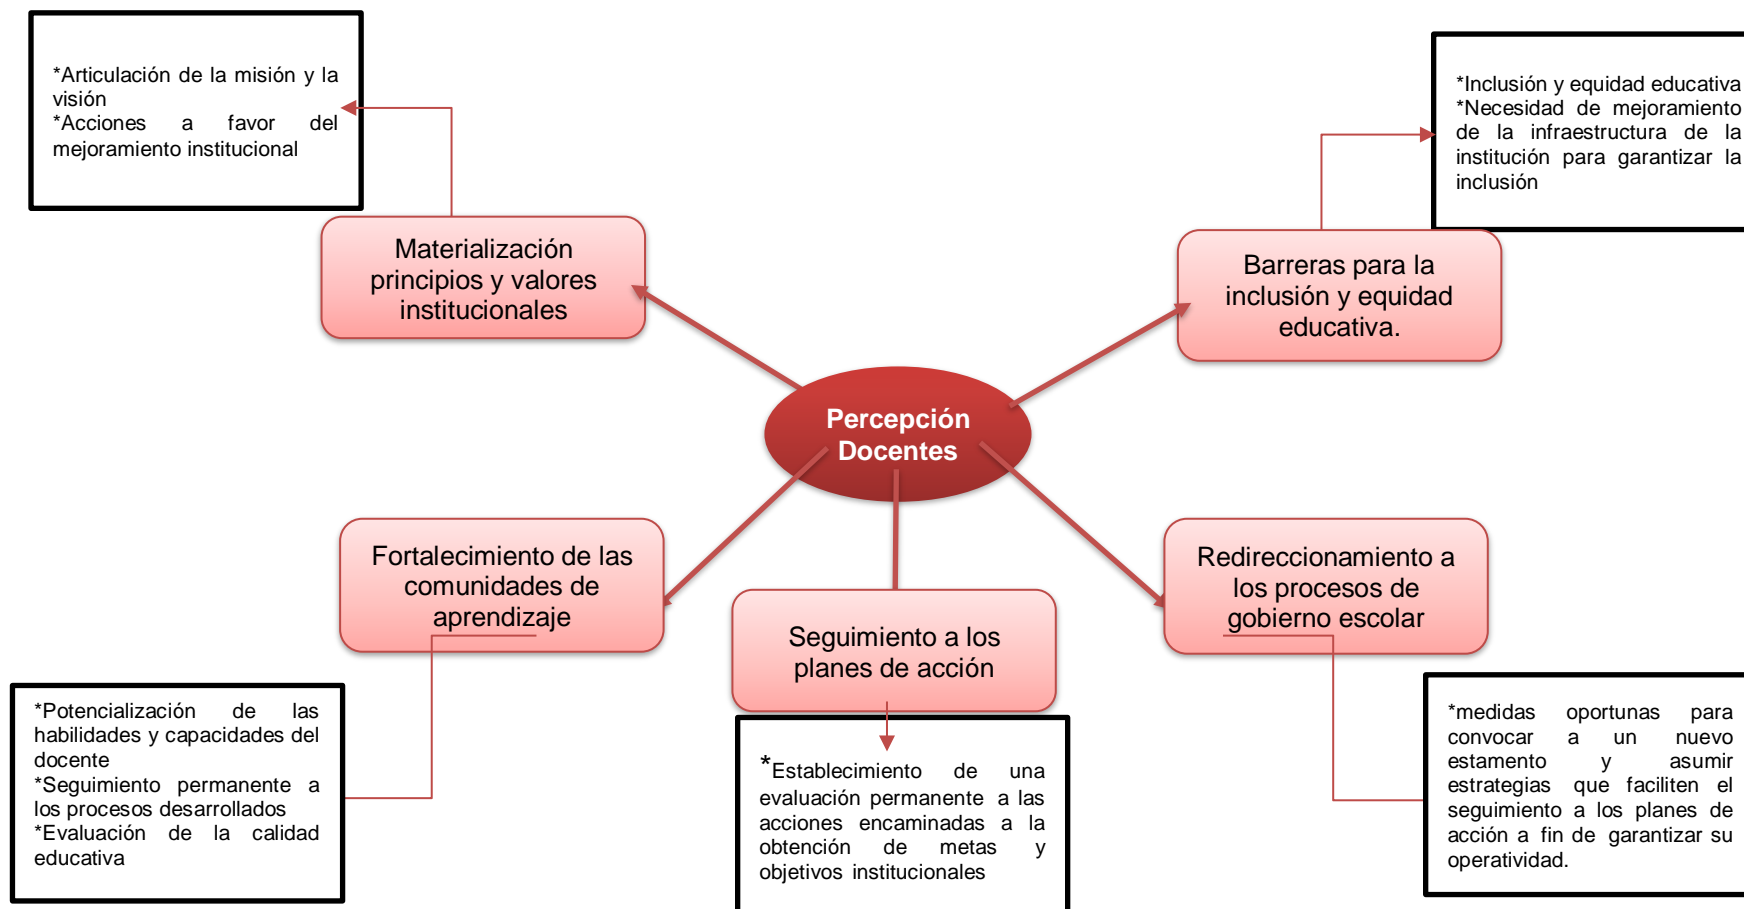 *Articulación de la misión y la
visión
*Acciones a favor del
mejoramiento institucional
*Inclusión y equidad educativa
*Necesidad de mejoramiento
de la infraestructura de la
institución para garantizar la
inclusión
Materialización
principios y valores
institucionales
Barreras para la
inclusión y equidad
educativa.
Percepción
Docentes
Fortalecimiento de las
comunidades de
aprendizaje
Seguimiento a los
planes de acción
Redireccionamiento a
los procesos de
gobierno escolar
*Potencialización de las
habilidades y capacidades del
docente
*Seguimiento permanente a
los procesos desarrollados
*Evaluación de la calidad
educativa
*Establecimiento de una
evaluación permanente a las
acciones encaminadas a la
obtención de metas y
objetivos institucionales
*medidas oportunas para
convocar a un nuevo
estamento y asumir
estrategias que faciliten el
seguimiento a los planes de
acción a fin de garantizar su
operatividad.